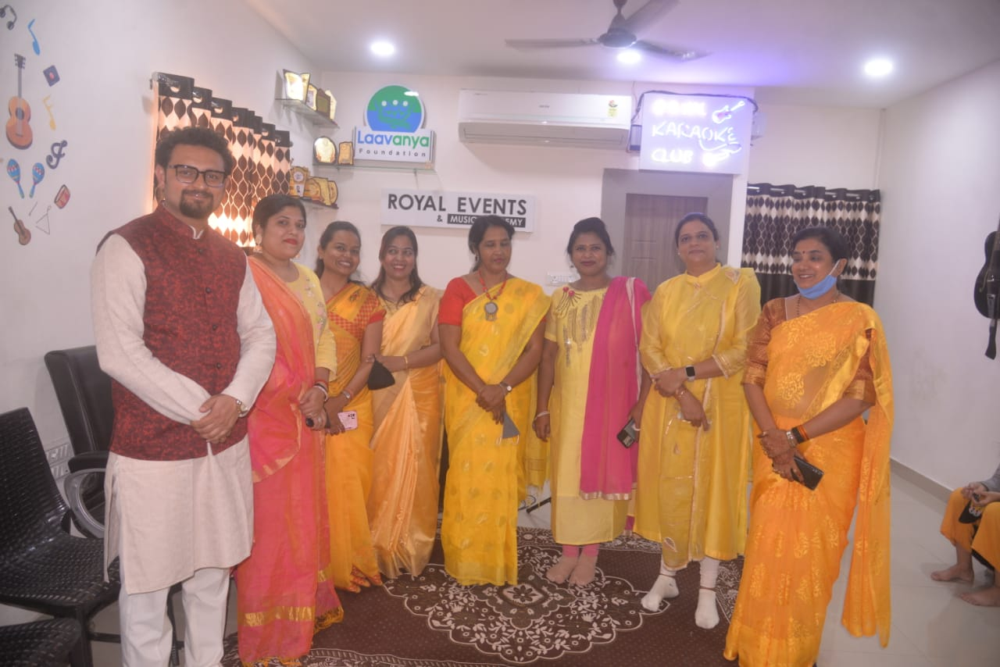 Laavanya
Foundation
ROYAL EVENTS
& MUSIC
KARAOKE
CLUB